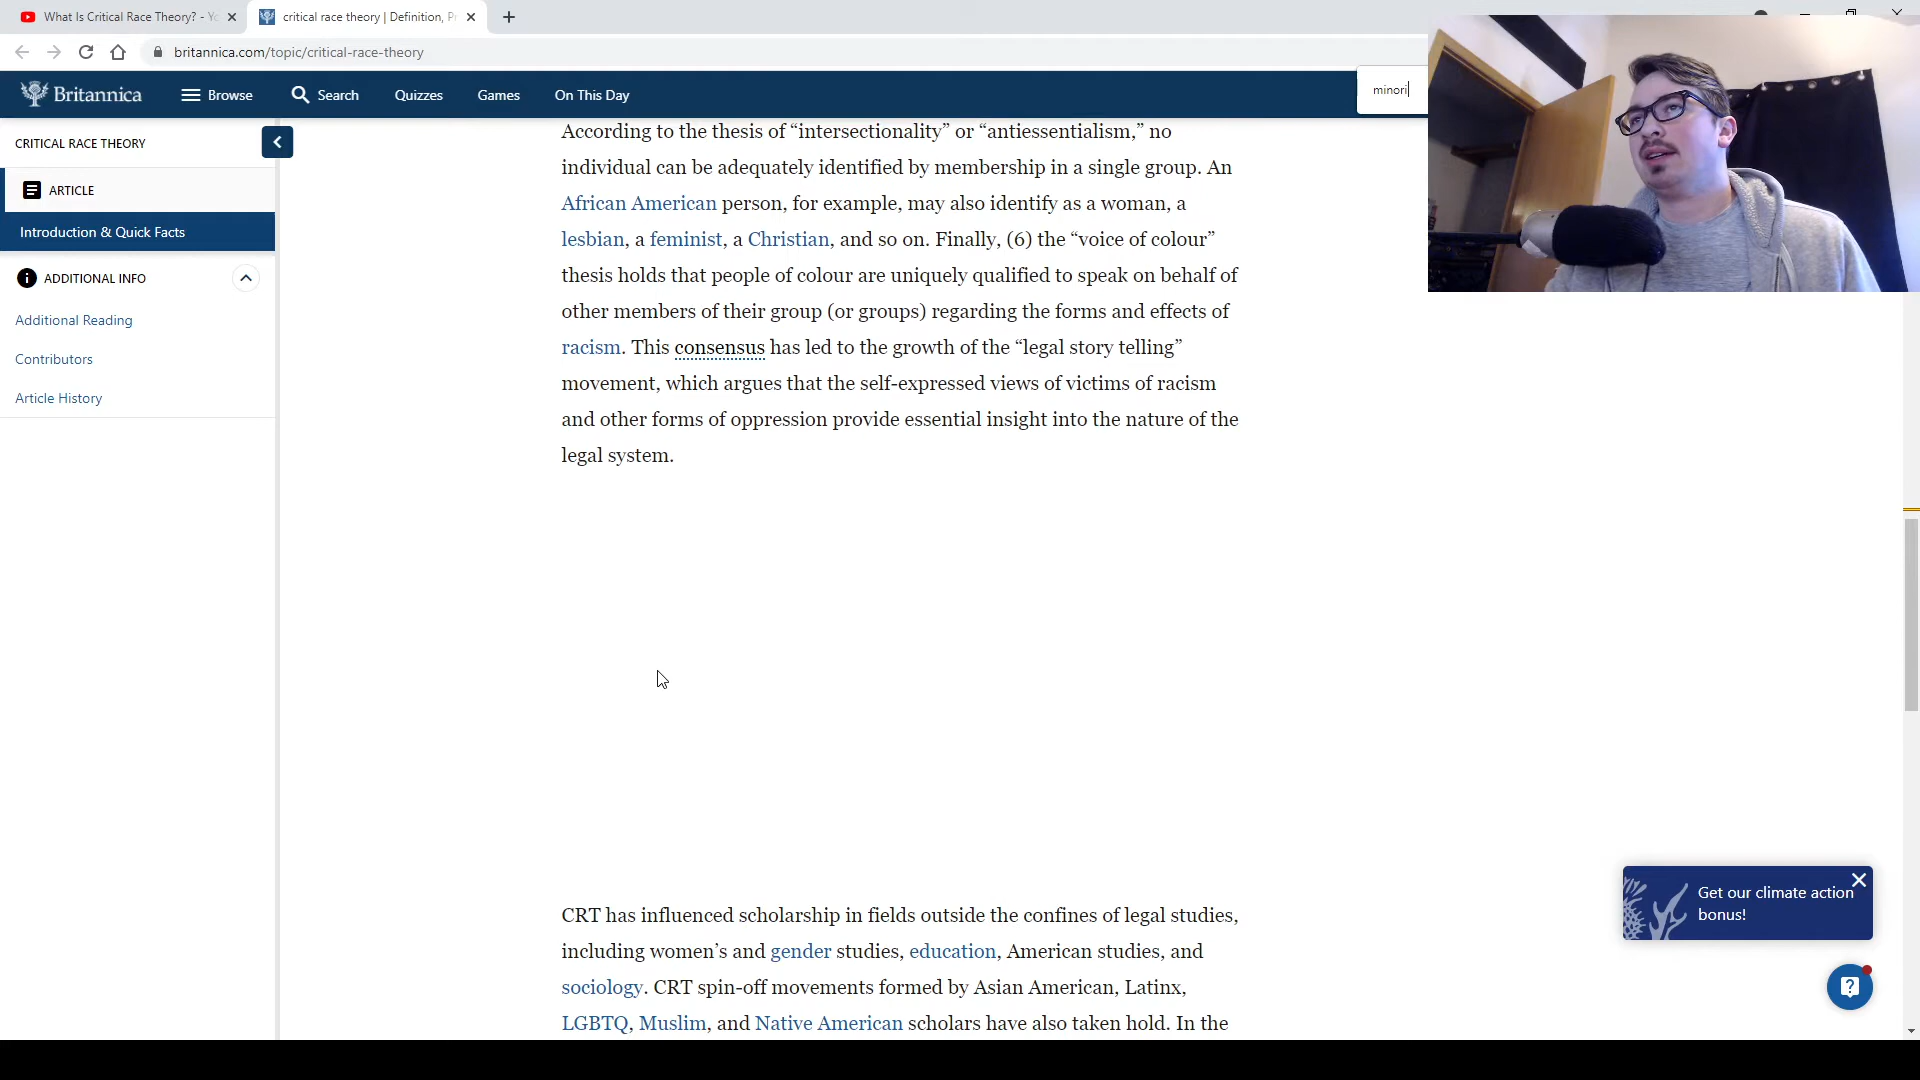 What Is Critical Race Theory? - Yo
critical race theory | Definition, Pr
britannica.com/topic/critical-race-theory
Britannica
Browse
Search
Quizzes
Games
On This Day
minori
CRITICAL RACE THEORY
ARTICLE
Introduction & Quick Facts
ADDITIONAL INFO
Additional Reading
Contributors
Article History
According to the thesis of “intersectionality” or “antiessentialism,” no
individual can be adequately identified by membership in a single group. An
African American person, for example, may also identify as a woman, a
lesbian, a feminist, a Christian, and so on. Finally, (6) the “voice of colour”
thesis holds that people of colour are uniquely qualified to speak on behalf of
other members of their group (or groups) regarding the forms and effects of
racism. This consensus has led to the growth of the “legal story telling”
movement, which argues that the self-expressed views of victims of racism
and other forms of oppression provide essential insight into the nature of the
legal system.
CRT has influenced scholarship in fields outside the confines of legal studies,
including women’s and gender studies, education, American studies, and
sociology. CRT spin-off movements formed by Asian American, Latinx,
LGBTQ, Muslim, and Native American scholars have also taken hold. In the
Get our climate action
bonus!